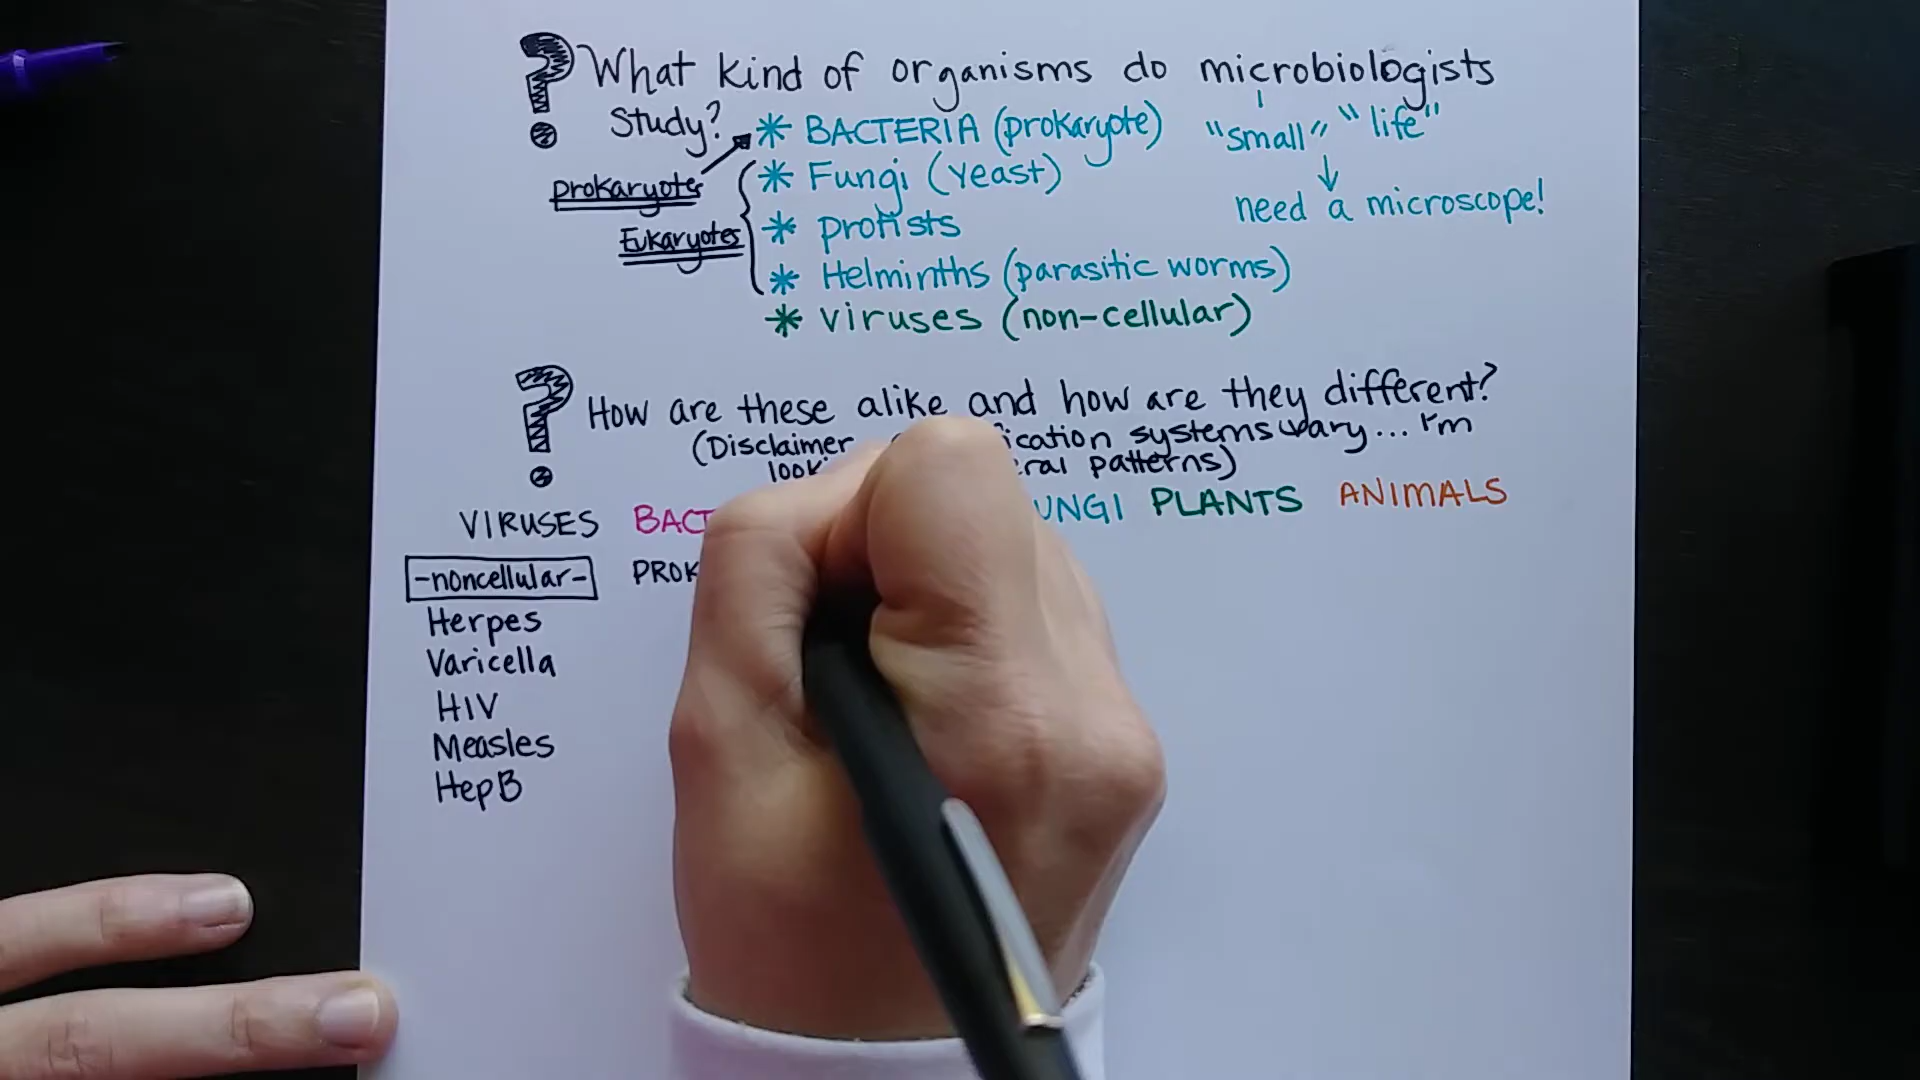 What kind of organisms do microbiologists
Study? * BACTERIA (prokaryote) "small" "life"
prokaryotes * Fungi (yeast) need a microscope!
Eukaryotes * protists
* Helminths (parasitic worms)
* Viruses (non-cellular)
How are these alike and how are they different?
(Disclaimer systems vary... I'm
patterns)
VIRUSES PLANTS ANIMALS
-noncellular-
Herpes
Varicella
HIV
Measles
Hep B